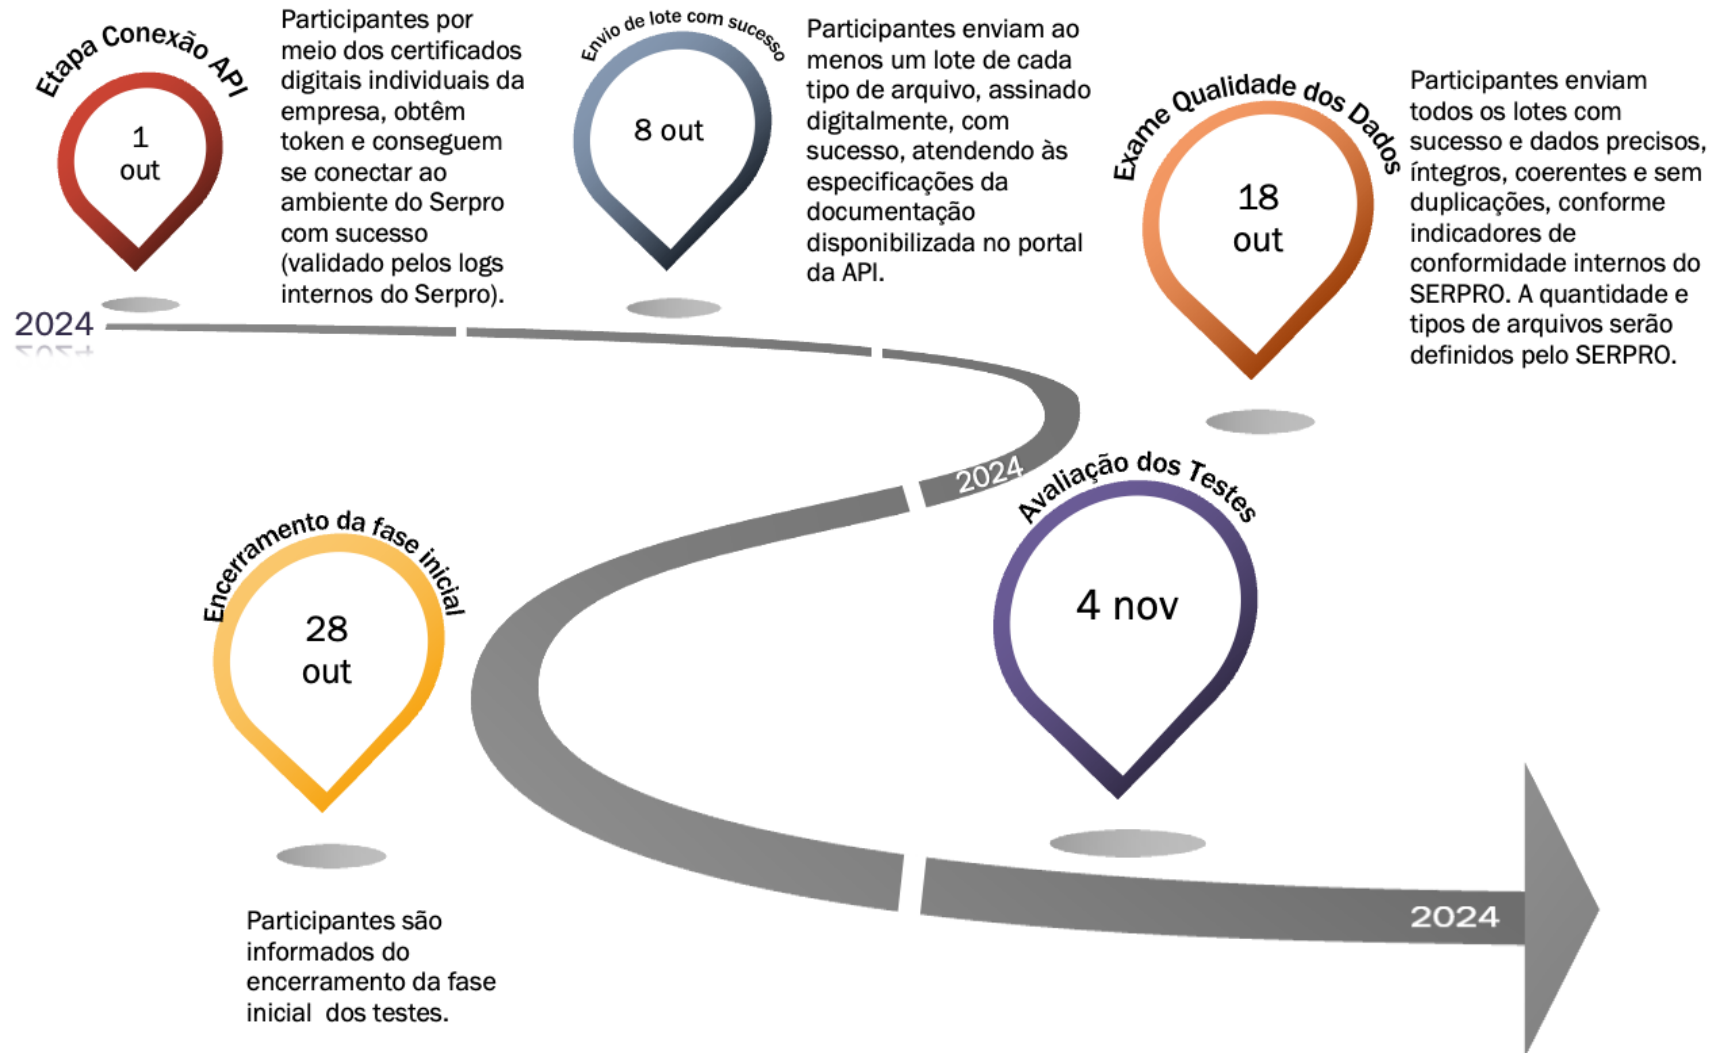 Etapa Conexão API
1
out
Participantes por
meio dos certificados
digitais individuais da
empresa, obtêm
token e conseguem
se conectar ao
ambiente do Serpro
com sucesso
(validado pelos logs
internos do Serpro).
Envio de lote com sucesso
8 out
Participantes enviam ao
menos um lote de cada
tipo de arquivo, assinado
digitalmente, com
sucesso, atendendo às
especificações da
documentação
disponibilizada no portal
da API.
Exame Qualidade dos Dados
18
out
Participantes enviam
todos os lotes com
sucesso e dados precisos,
íntegros, coerentes e sem
duplicações, conforme
indicadores de
conformidade internos do
SERPRO. A quantidade e
tipos de arquivos serão
definidos pelo SERPRO.
2024
2024
Encerramento da fase inicial
28
out
Participantes são
informados do
encerramento da fase
inicial  dos testes.
Avaliação dos Testes
4 nov
2024